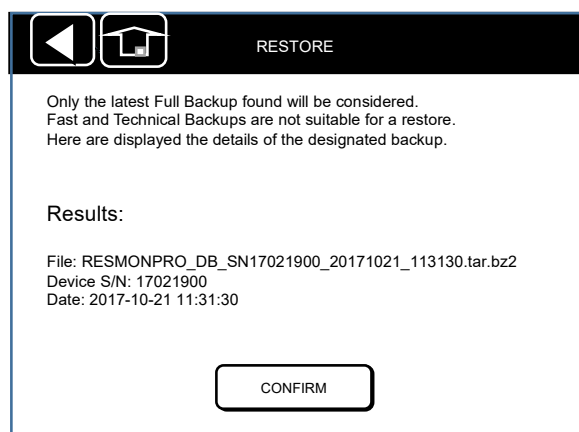 RESTORE
Only the latest Full Backup found will be considered.
Fast and Technical Backups are not suitable for a restore.
Here are displayed the details of the designated backup.
Results:
File: RESMONPRO_DB_SN17021900_20171021_113130.tar.bz2
Device S/N: 17021900
Date: 2017-10-21 11:31:30
CONFIRM